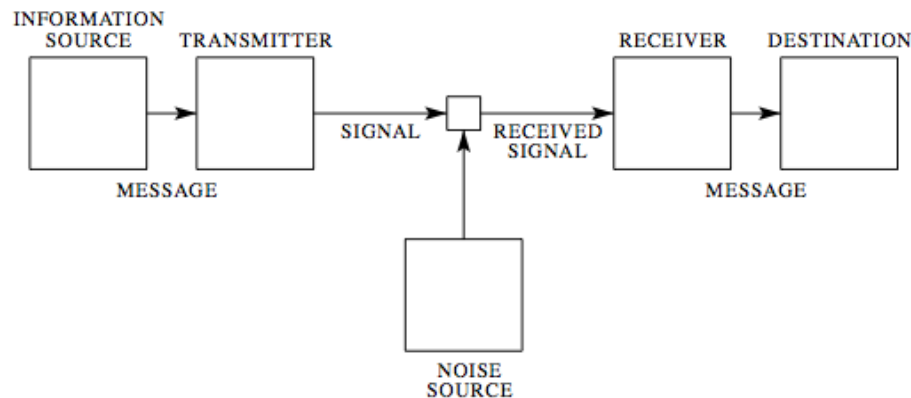 INFORMATION
SOURCE
TRANSMITTER
RECEIVER
DESTINATION
SIGNAL
RECEIVED
SIGNAL
MESSAGE
MESSAGE
NOISE
SOURCE